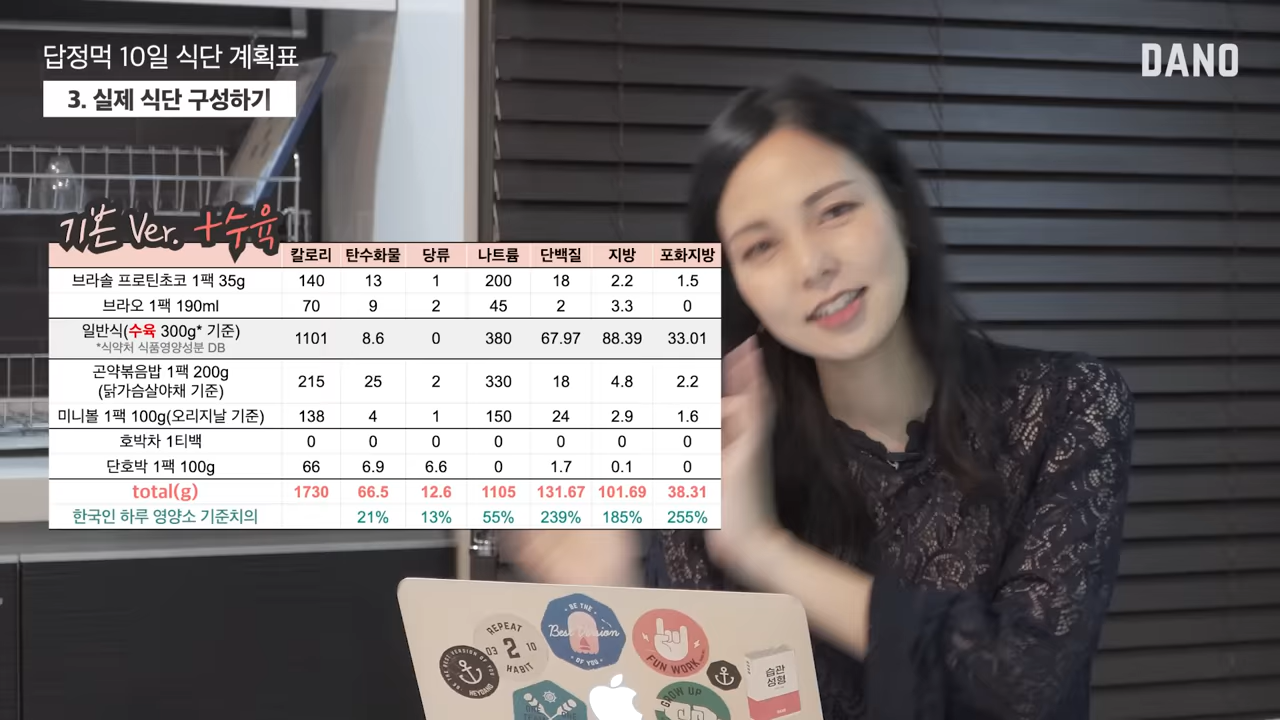 답정먹 10일 식단 계획표
DANO
3. 실제 식단 구성하기
기본 Ver. +수육
칼로리 탄수화물 당류 나트륨 단백질 지방 포화지방
브라솔 프로틴초코 1팩 35g 140 13 1 200 18 2.2 1.5
브라오 1팩 190ml 70 9 2 45 2 3.3 0
일반식(수육 300g* 기준) 1101 8.6 0 380 67.97 88.39 33.01
*식약처 식품영양성분 DB
곤약볶음밥 1팩 200g 215 25 2 330 18 4.8 2.2
(닭가슴살야채 기준)
미니볼 1팩 100g(오리지날 기준) 138 4 1 150 24 2.9 1.6
호박차 1티백 0 0 0 0 0 0 0
단호박 1팩 100g 66 6.9 6.6 0 1.7 0.1 0
total(g) 1730 66.5 12.6 1105 131.67 101.69 38.31
한국인 하루 영양소 기준치의 21% 13% 55% 239% 185% 255%
BE THE
Best Version
OF YOU
REPEAT
03 2 10
HABIT
FUN WORK
습관
성형
GROW UP